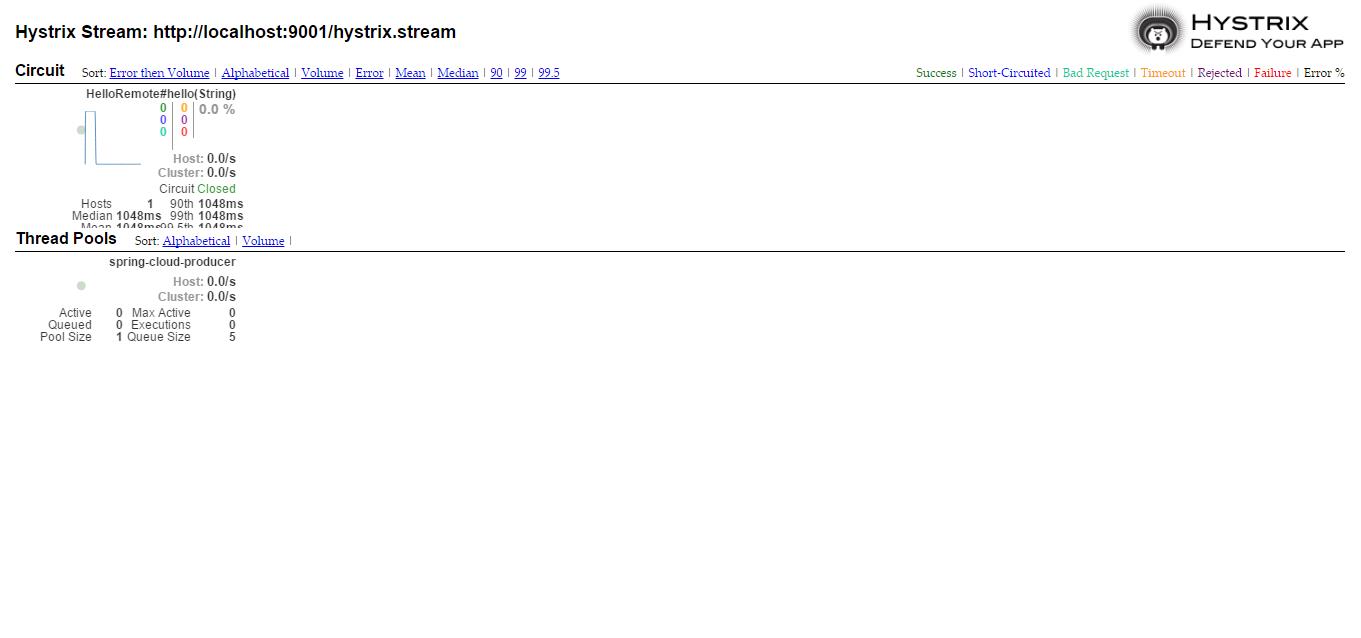 Hystrix Stream: http://localhost:9001/hystrix.stream
HYSTRIX
DEFEND YOUR APP
Circuit Sort: Error then Volume | Alphabetical | Volume | Error | Mean | Median | 90 | 99 | 99.5
Success | Short-Circuited | Bad Request | Timeout | Rejected | Failure | Error %
HelloRemote#hello(String)
0 0 0.0 %
0 0
0 0
Host: 0.0/s
Cluster: 0.0/s
Circuit Closed
Hosts 1 90th 1048ms
Median 1048ms 99th 1048ms
Mean 1048ms 99.5th 1048ms
Thread Pools Sort: Alphabetical | Volume |
spring-cloud-producer
Host: 0.0/s
Cluster: 0.0/s
Active 0 Max Active 0
Queued 0 Executions 0
Pool Size 1 Queue Size 5